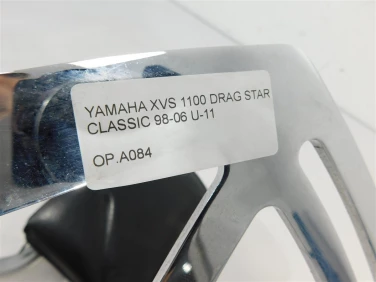 YAMAHA XVS 1100 DRAG STAR
CLASSIC 98-06 U-11
OP.A084